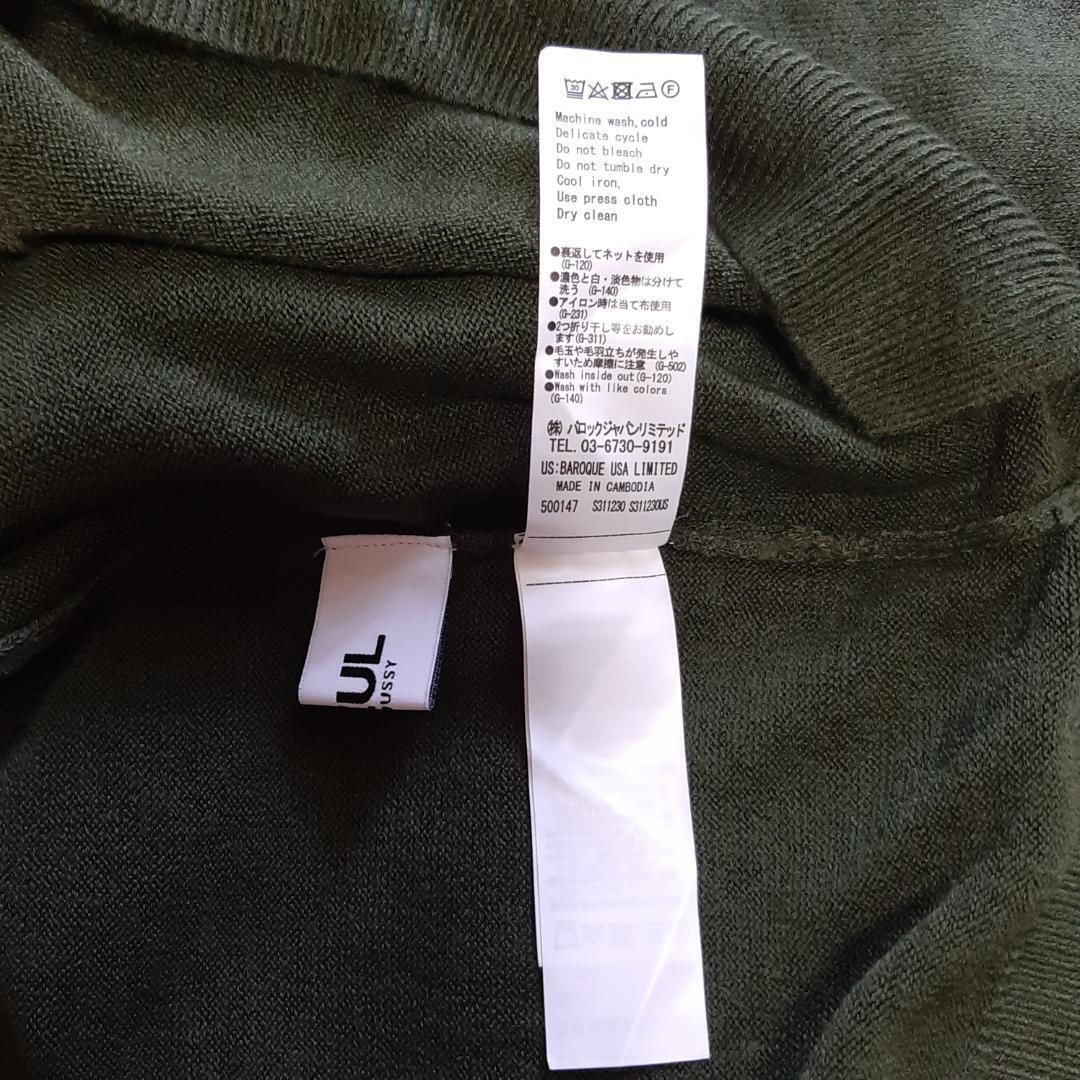 30
F
Machine wash,cold
Delicate cycle
Do not bleach
Do not tumble dry
Cool iron,
Use press cloth
Dry clean
●裏返してネットを使用
(G-120)
●濃色と白・淡色物は分けて
洗う (G-140)
●アイロン時は当て布使用
(G-231)
●2つ折り干し等をお勧めし
ます(G-311)
●毛玉や毛羽立ちが発生しや
すいため摩擦に注意 (G-502)
●Wash inside out(G-120)
●Wash with like colors
(G-140)
㈱ バロックジャパンリミテッド
TEL. 03-6730-9191
US:BAROQUE USA LIMITED
MADE IN CAMBODIA
500147 S311230 S311230US
UL
USSY